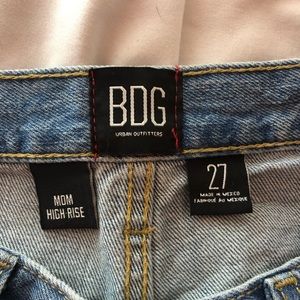 BDG
URBAN OUTFITTERS
MOM
HIGH RISE
27
MADE IN MEXICO
FABRIQUÉ AU MEXIQUE